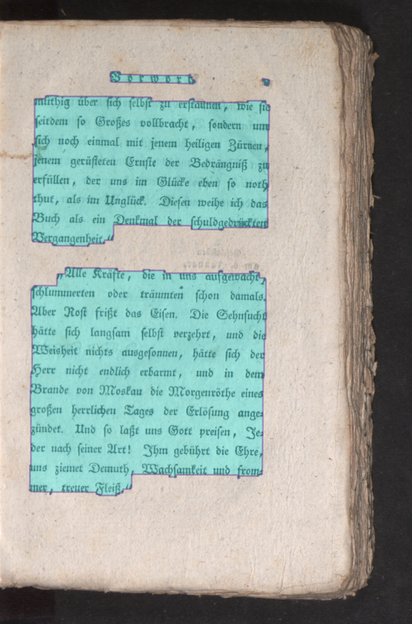 Vorwort.
müthig über sich selbst zu erstaunen, wie sie
seitdem so Großes vollbracht, sondern um
sich noch einmal mit jenem heiligen Zürnen,
jenem gerüsteten Ernste der Bedrängniß zu
erfüllen, der uns im Glücke eben so noth
thut, als im Unglück. Diesen weihe ich das
Buch als ein Denkmal der schuldgedrückten
Vergangenheit.
Alle Kräfte, die in uns aufgewacht,
schlummerten oder träumten schon damals.
Aber Rost frißt das Eisen. Die Sehnsucht
hätte sich langsam selbst verzehrt, und die
Weisheit nichts ausgesonnen, hätte sich der
Herr nicht endlich erbarmt, und in dem
Brande von Moskau die Morgenröthe eines
großen herrlichen Tages der Erlösung ange-
zündet. Und so laßt uns Gott preisen, Je-
der nach seiner Art! Ihm gebührt die Ehre,
uns ziemet Demuth, Wachsamkeit und from-
mer, treuer Fleiß.